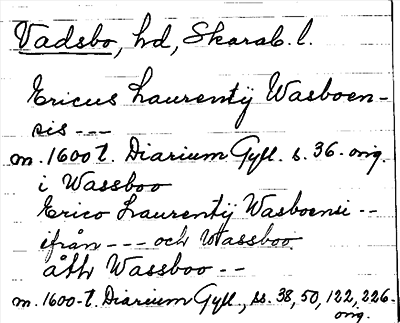 Vadsbo, hd, Skarab. l.
Ericus Laurentij Wasboen-
sis ---
m. 1600 t. Diarium Gyll. s. 36. orig.
i Wassboo
Erico Laurentij Wasboensi --
ifrån --- och Wassboo.
åth Wassboo --
m. 1600-t. Diarium Gyll., ss. 38, 50, 122, 226.
orig.